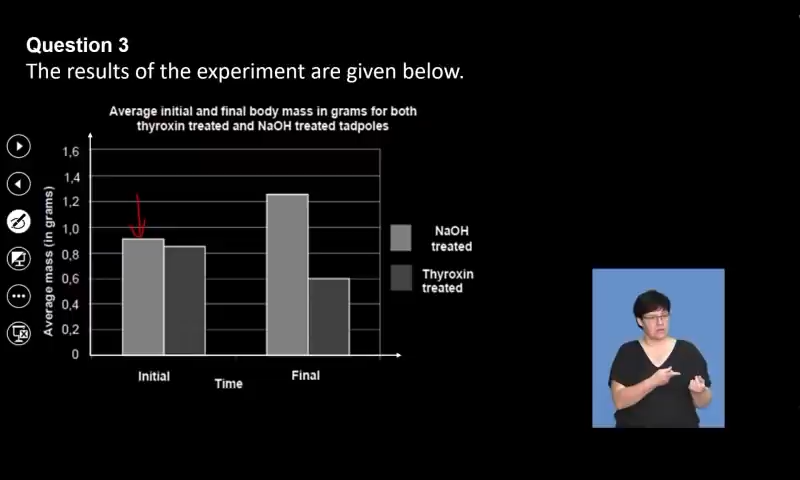 Question 3
The results of the experiment are given below.
Average initial and final body mass in grams for both
thyroxin treated and NaOH treated tadpoles
Average mass (in grams)
1,6
1,4
1,2
1,0
0,8
0,6
0,4
0,2
0
Initial
Time
Final
NaOH
treated
Thyroxin
treated